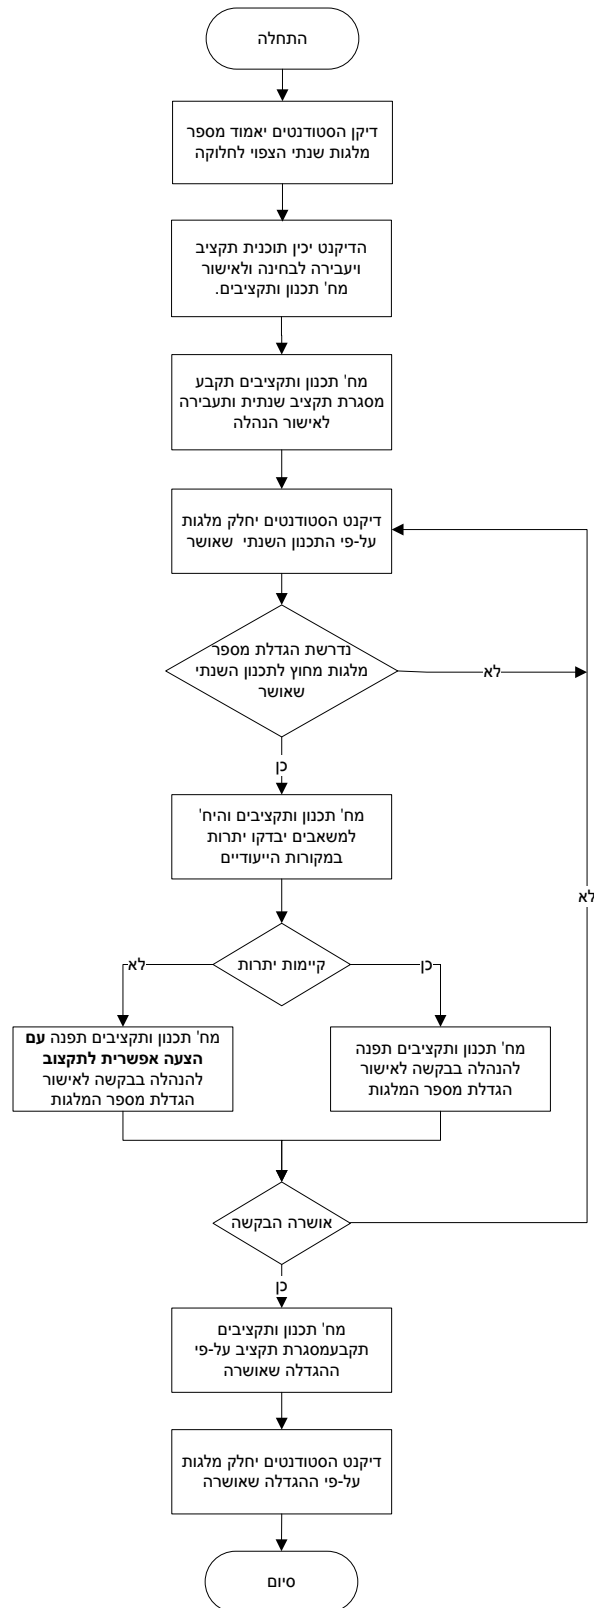 התחלה
דיקן הסטודנטים יאמוד מספר
מלגות שנתי הצפוי לחלוקה
הדיקנט יכין תוכנית תקציב
ויעבירה לבחינה ולאישור
מח' תכנון ותקציבים.
מח' תכנון ותקציבים תקבע
מסגרת תקציב שנתית ותעבירה
לאישור הנהלה
דיקנט הסטודנטים יחלק מלגות
על-פי התכנון השנתי שאושר
נדרשת הגדלת מספר
מלגות מחוץ לתכנון השנתי
שאושר
לא
כן
מח' תכנון ותקציבים והיח'
למשאבים יבדקו יתרות
במקורות הייעודיים
לא
קיימות יתרות
כן
לא
מח' תכנון ותקציבים תפנה
להנהלה בבקשה לאישור
הגדלת מספר המלגות
מח' תכנון ותקציבים תפנה עם
הצעה אפשרית לתקצוב
להנהלה בבקשה לאישור
הגדלת מספר המלגות
אושרה הבקשה
כן
מח' תכנון ותקציבים
תקבעמסגרת תקציב על-פי
ההגדלה שאושרה
דיקנט הסטודנטים יחלק מלגות
על-פי ההגדלה שאושרה
סיום